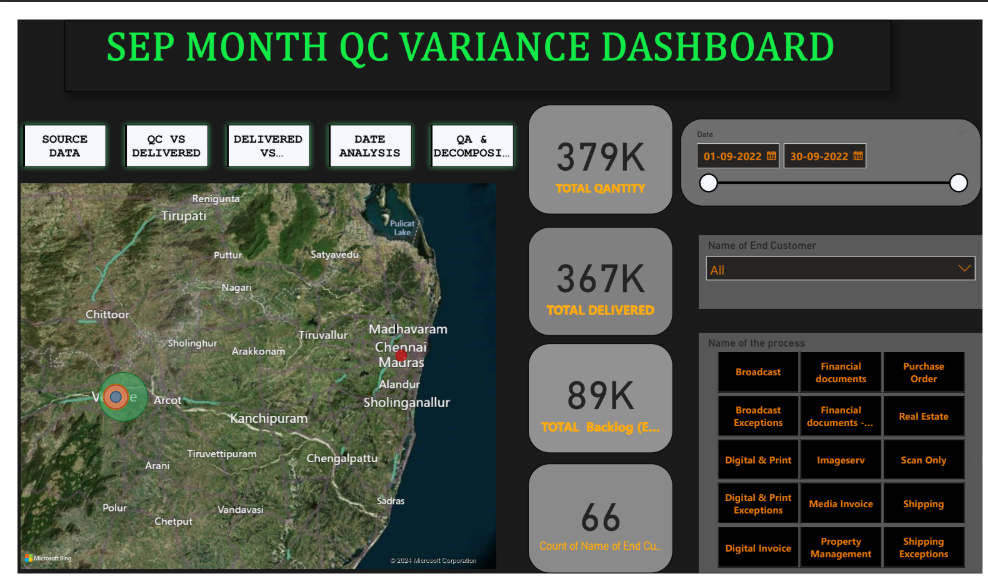 SEP MONTH QC VARIANCE DASHBOARD
SOURCE
DATA
QC VS
DELIVERED
DELIVERED
VS...
DATE
ANALYSIS
QA &
DECOMPOSI...
379K
TOTAL QANTITY
367K
TOTAL DELIVERED
89K
TOTAL Backlog (E...
66
Count of Name of End Cu...
Date
01-09-2022
30-09-2022
Name of End Customer
All
Name of the process
Broadcast
Financial
documents
Purchase
Order
Broadcast
Exceptions
Financial
documents -...
Real Estate
Digital & Print
Imageserv
Scan Only
Digital & Print
Exceptions
Media Invoice
Shipping
Digital Invoice
Property
Management
Shipping
Exceptions
Renigunta
Tirupati
Pulicat
Lake
Puttur
Satyavedu
Nagari
Chittoor
Sholinghur
Arakkonam
Tiruvallur
Madhavaram
Chennai
Madras
Alandur
Sholinganallur
Arcot
Kanchipuram
Tiruvettipuram
Chengalpattu
Arani
Polur
Chetput
Vandavasi
Sadras
Microsoft Bing
© 2024 Microsoft Corporation